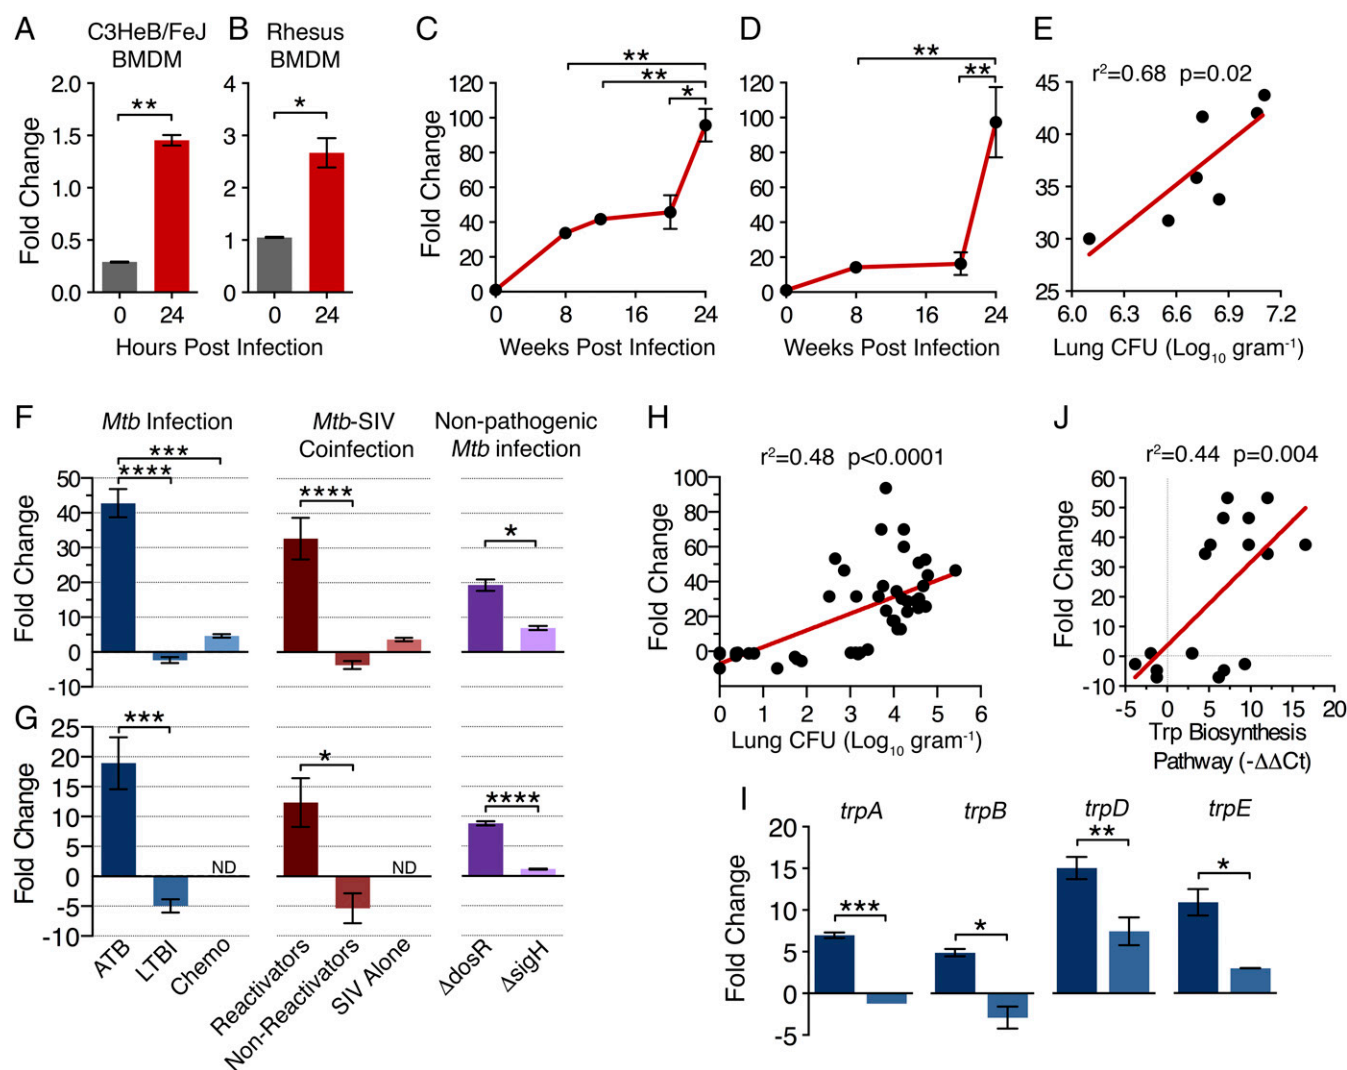 A
C3HeB/FeJ
BMDM
Fold Change
2.0
1.5
1.0
0.5
0.0
**
0
24
B
Rhesus
BMDM
4
3
2
1
0
*
0
24
Hours Post Infection
C
Fold Change
120
100
80
60
40
20
0
**
**
*
0
8
16
24
Weeks Post Infection
D
120
100
80
60
40
20
0
**
**
0
8
16
24
Weeks Post Infection
E
r²=0.68 p=0.02
45
40
35
30
25
6.0
6.3
6.6
6.9
7.2
Lung CFU (Log₁₀ gram⁻¹)
F
Mtb Infection
Mtb-SIV
Coinfection
Non-pathogenic
Mtb infection
Fold Change
50
40
30
20
10
0
-10
***
****
****
*
G
Fold Change
25
20
15
10
5
0
-5
-10
***
ND
*
ND
****
ATB
LTBI
Chemo
Reactivators
Non-Reactivators
SIV Alone
ΔdosR
ΔsigH
H
r²=0.48 p<0.0001
Fold Change
100
80
60
40
20
0
0
1
2
3
4
5
6
Lung CFU (Log₁₀ gram⁻¹)
J
r²=0.44 p=0.004
Fold Change
60
50
40
30
20
10
0
-10
-5
0
5
10
15
20
Trp Biosynthesis
Pathway (-ΔΔCt)
I
trpA
trpB
trpD
trpE
Fold Change
20
15
10
5
0
-5
***
*
**
*